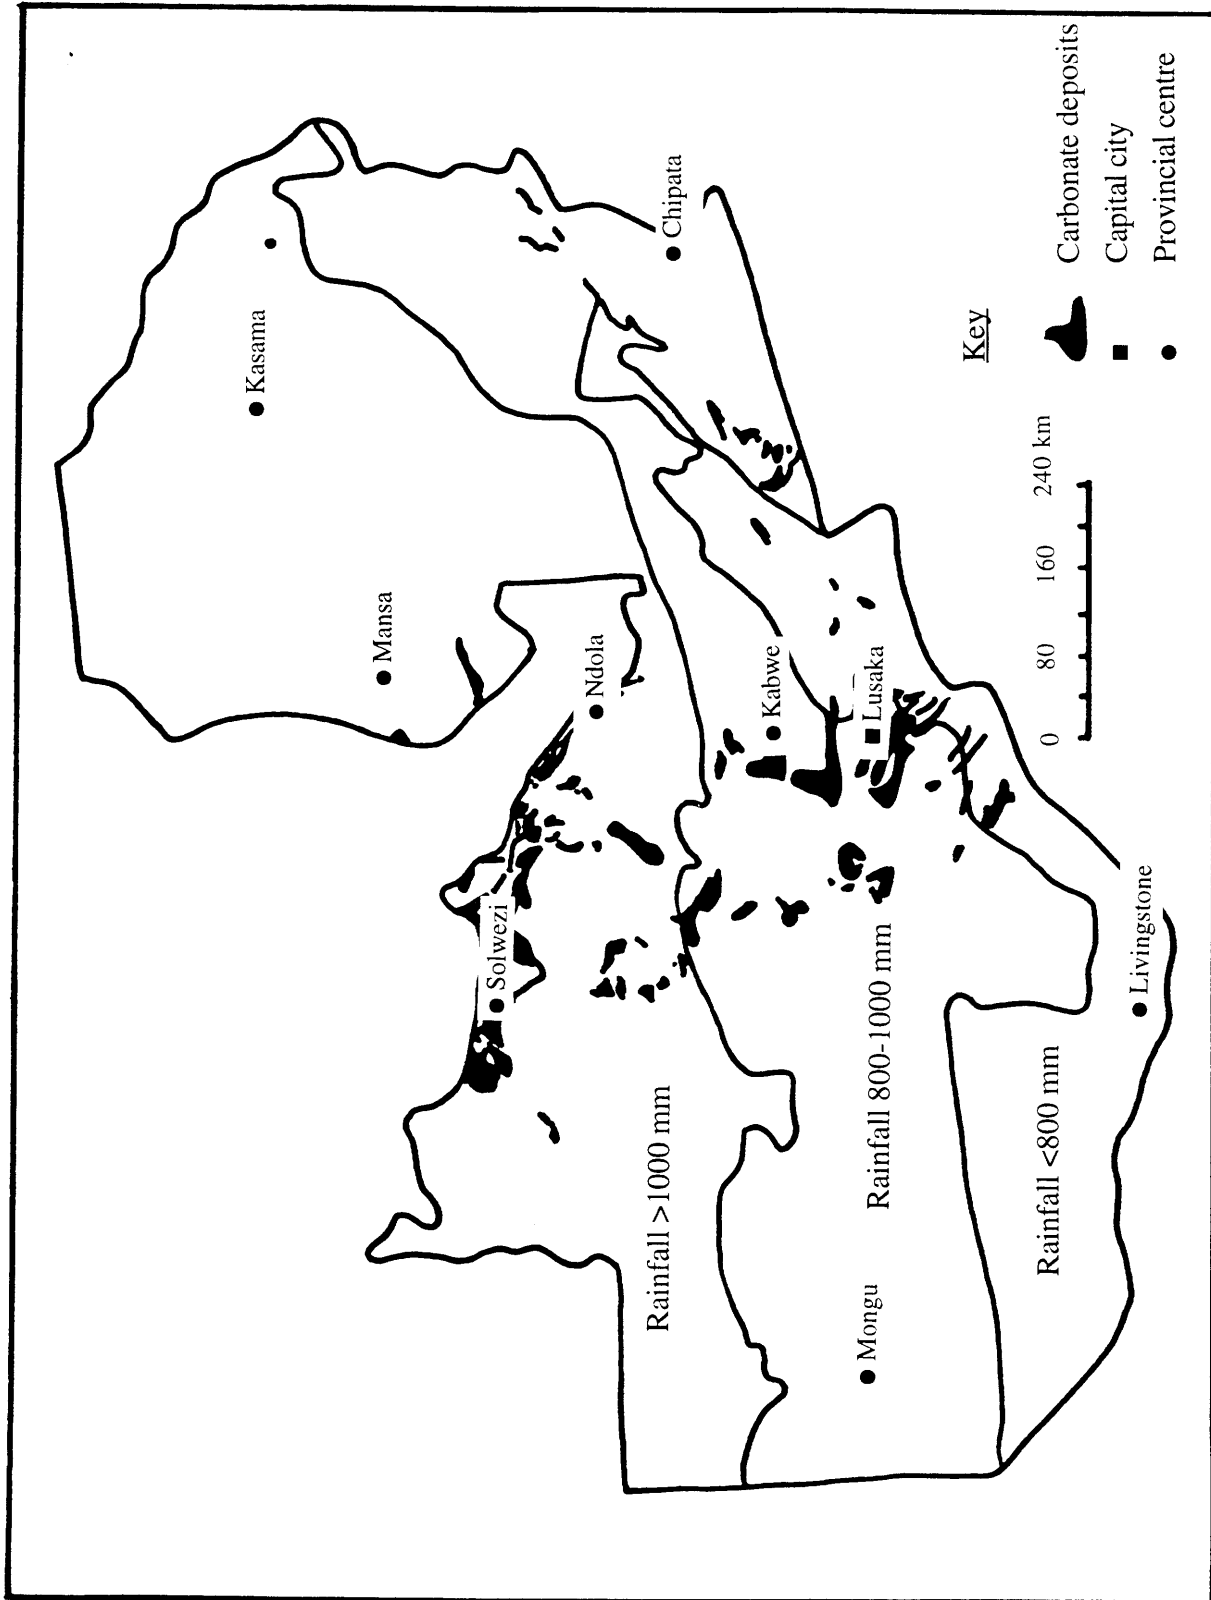 Kasama
Mansa
Solwezi
Ndola
Chipata
Rainfall >1000 mm
Kabwe
Mongu
Rainfall 800-1000 mm
Lusaka
Rainfall <800 mm
Livingstone
Key
Carbonate deposits
Capital city
Provincial centre
0 80 160 240 km